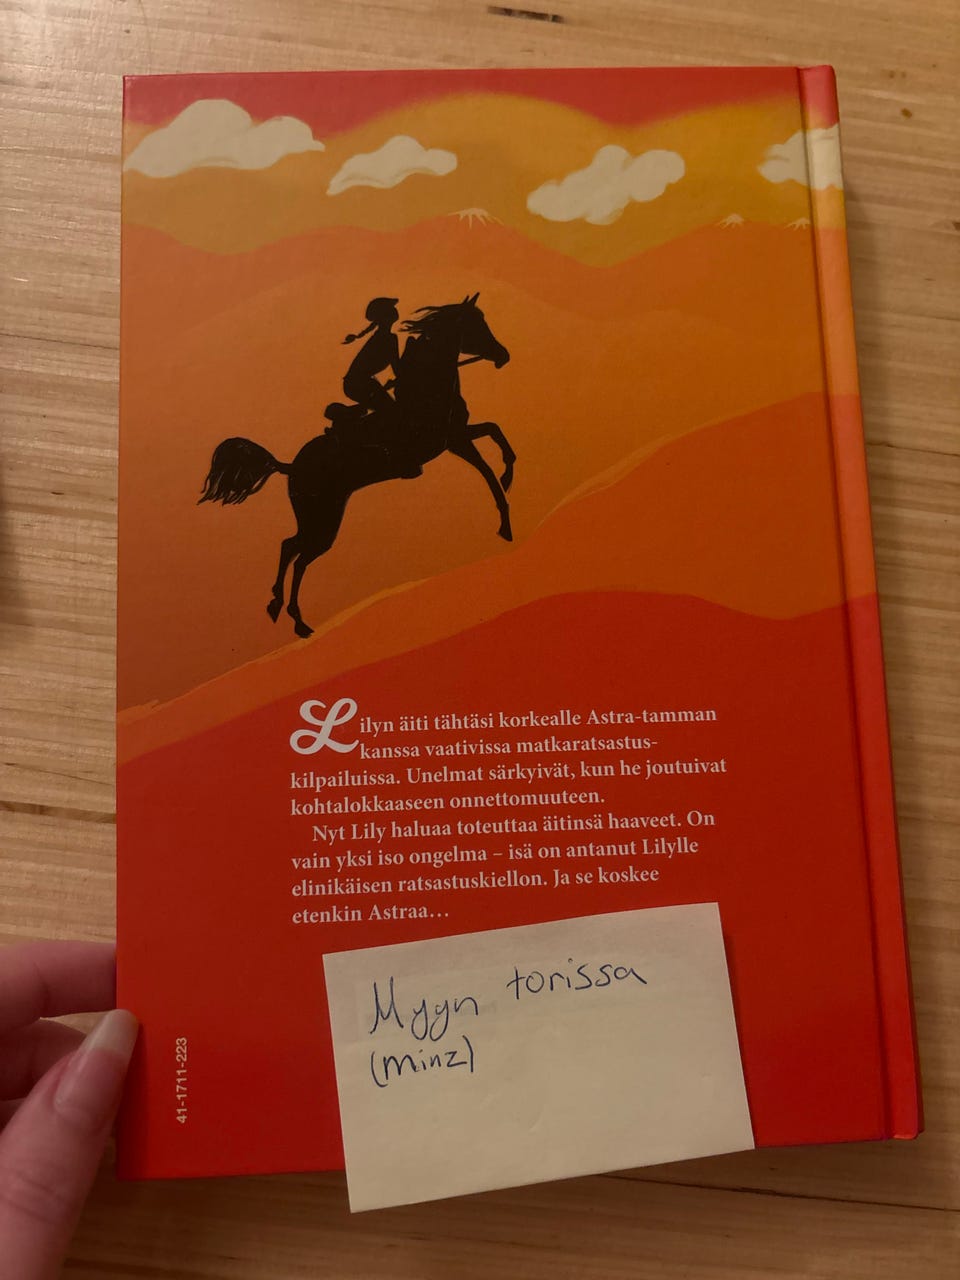 Lilyn äiti tähtäsi korkealle Astra-tamman
kanssa vaativissa matkaratsastus-
kilpailuissa. Unelmat särkyivät, kun he joutuivat
kohtalokkaaseen onnettomuuteen.
Nyt Lily haluaa toteuttaa äitinsä haaveet. On
vain yksi iso ongelma – isä on antanut Lilylle
elinikäisen ratsastuskiellon. Ja se koskee
etenkin Astraa…
Myyn torissa
(minz)
41-1711-223